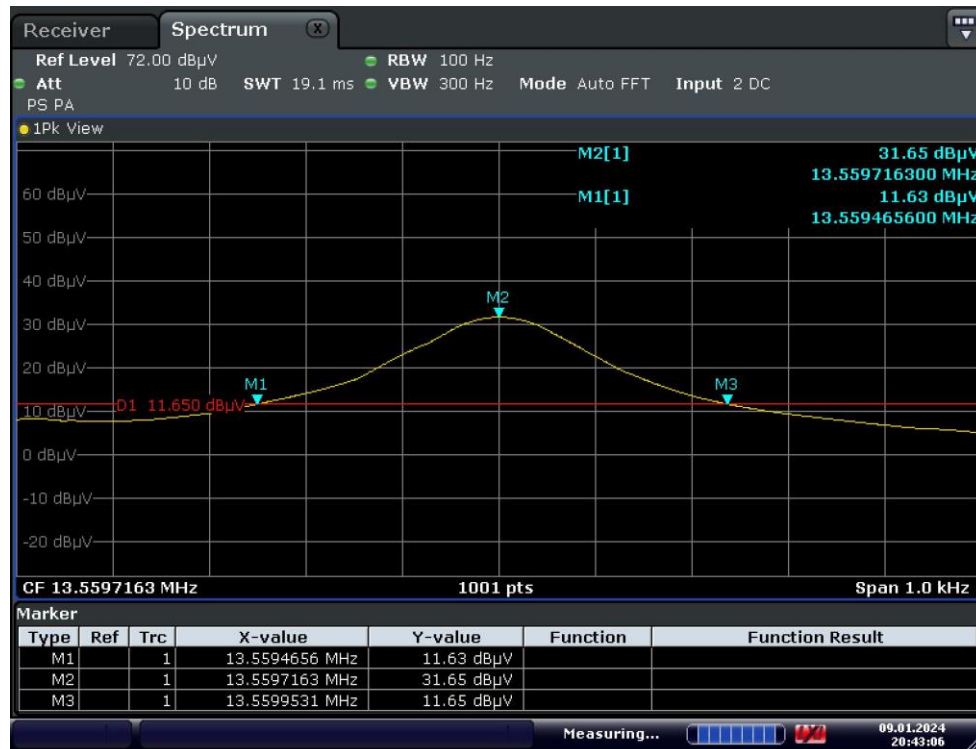 Receiver Spectrum X
Ref Level 72.00 dBµV RBW 100 Hz
Att 10 dB SWT 19.1 ms VBW 300 Hz Mode Auto FFT Input 2 DC
PS PA
1Pk View
M2[1] 31.65 dBµV
13.559716300 MHz
60 dBµV
M1[1] 11.63 dBµV
13.559465600 MHz
50 dBµV
40 dBµV
M2
30 dBµV
20 dBµV
M1 M3
10 dBµV D1 11.650 dBµV
0 dBµV
-10 dBµV
-20 dBµV
CF 13.5597163 MHz 1001 pts Span 1.0 kHz
Marker
Type Ref Trc X-value Y-value Function Function Result
M1 1 13.5594656 MHz 11.63 dBµV
M2 1 13.5597163 MHz 31.65 dBµV
M3 1 13.5599531 MHz 11.65 dBµV
Measuring... 09.01.2024
20:43:06